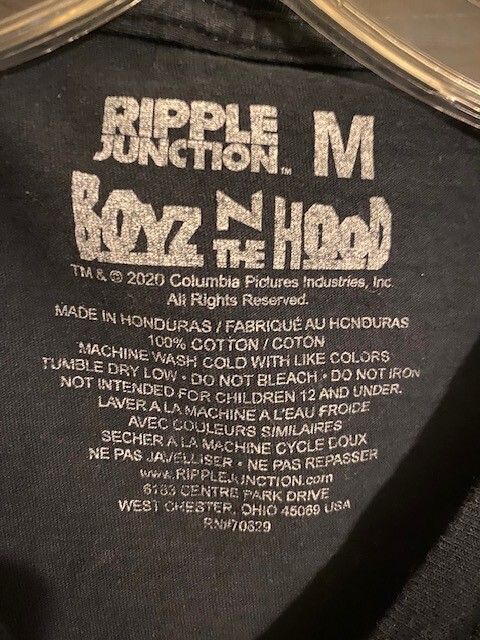 RIPPLE JUNCTION™ M
BOYZ N THE HOOD
TM & © 2020 Columbia Pictures Industries, Inc.
All Rights Reserved.
MADE IN HONDURAS / FABRIQUÉ AU HONDURAS
100% COTTON / COTON
MACHINE WASH COLD WITH LIKE COLORS
TUMBLE DRY LOW • DO NOT BLEACH • DO NOT IRON
NOT INTENDED FOR CHILDREN 12 AND UNDER.
LAVER A LA MACHINE A L'EAU FROIDE
AVEC COULEURS SIMILAIRES
SECHER A LA MACHINE CYCLE DOUX
NE PAS JAVELLISER • NE PAS REPASSER
www.RIPPLEJUNCTION.com
6183 CENTRE PARK DRIVE
WEST CHESTER, OHIO 45069 USA
RN#70829